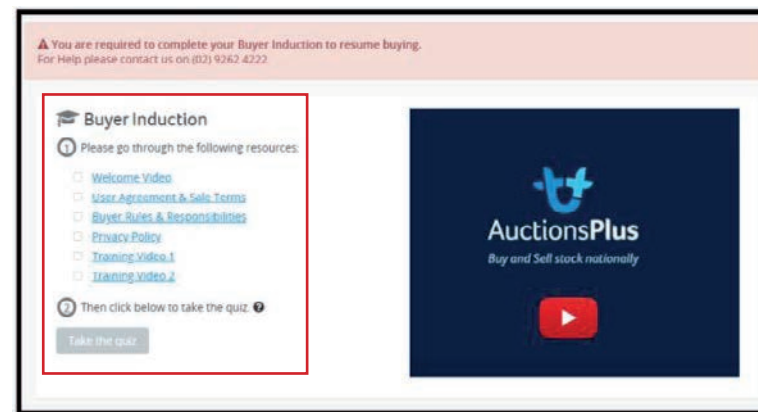 You are required to complete your Buyer Induction to resume buying.
For Help please contact us on (02) 9262 4222
Buyer Induction
1 Please go through the following resources:
Welcome Video
User Agreement & Sale Terms
Buyer Rules & Responsibilities
Privacy Policy
Training Video 1
Training Video 2
2 Then click below to take the quiz. ?
Take the quiz
AuctionsPlus
Buy and Sell stock nationally